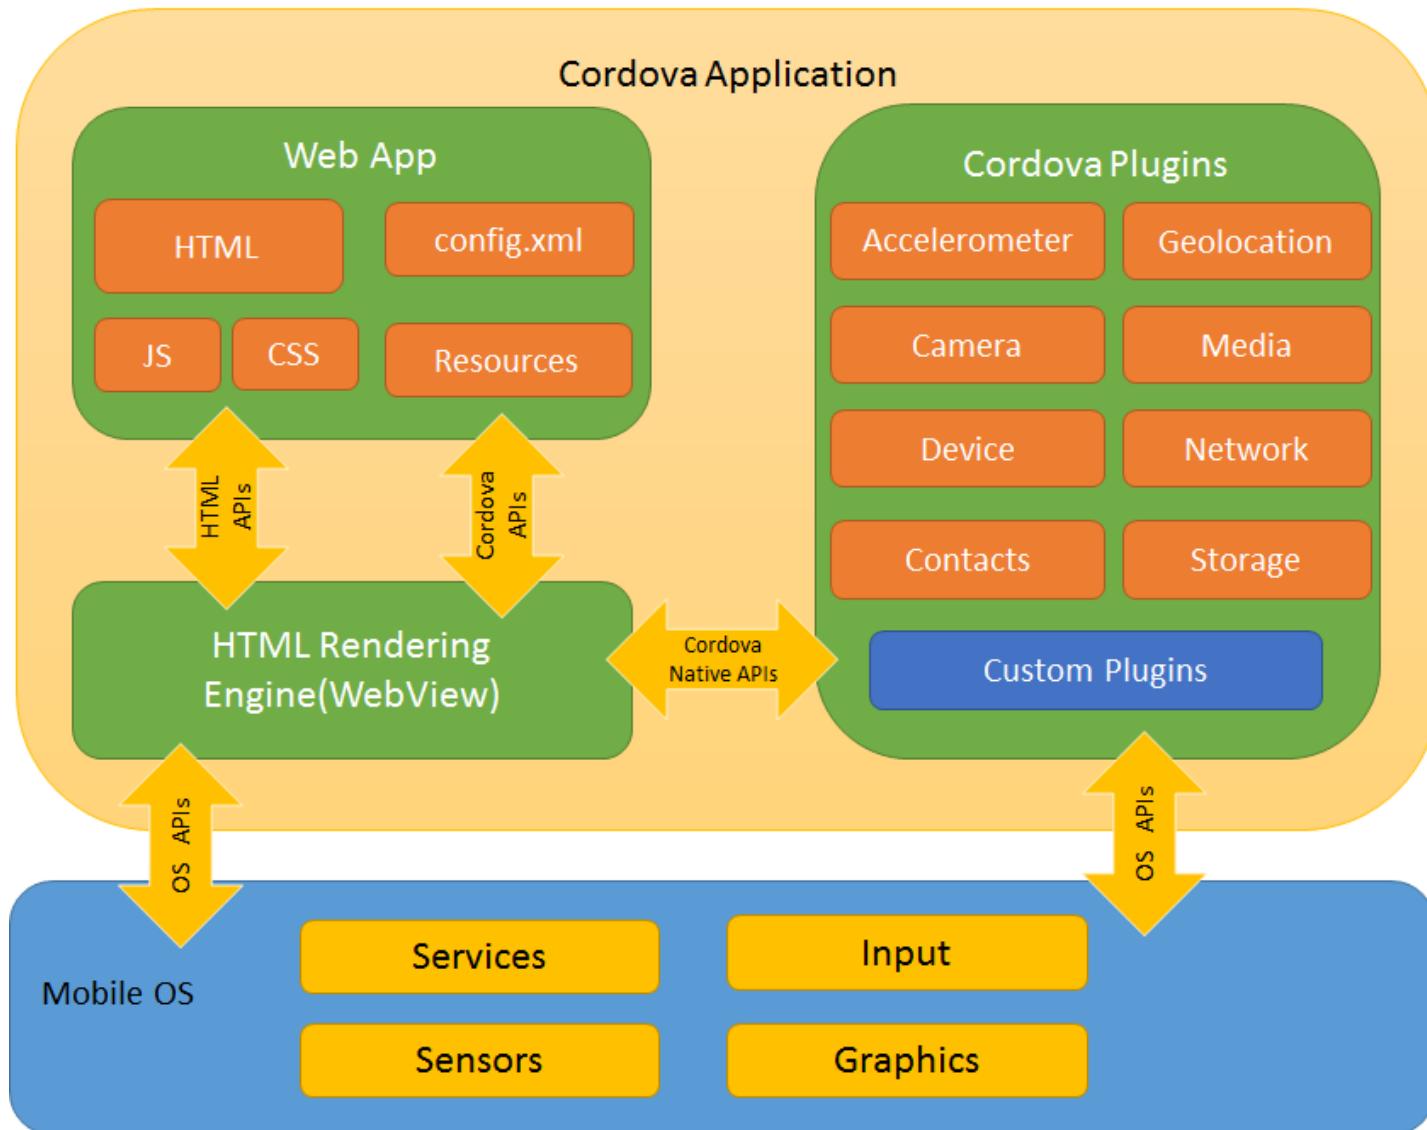 Cordova Application
Web App
HTML
config.xml
JS
CSS
Resources
Cordova Plugins
Accelerometer
Geolocation
Camera
Media
Device
Network
Contacts
Storage
Custom Plugins
HTML
APIs
Cordova
APIs
HTML Rendering
Engine(WebView)
Cordova
Native APIs
OS APIs
OS APIs
Mobile OS
Services
Input
Sensors
Graphics